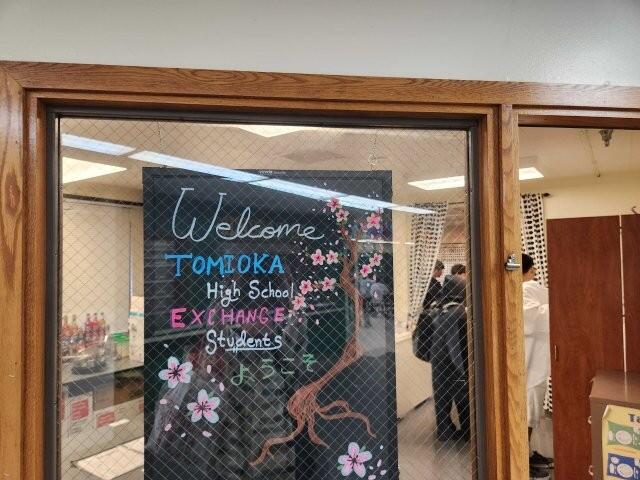 Welcome
TOMIOKA
High School
EXCHANGE
Students
ようこそ